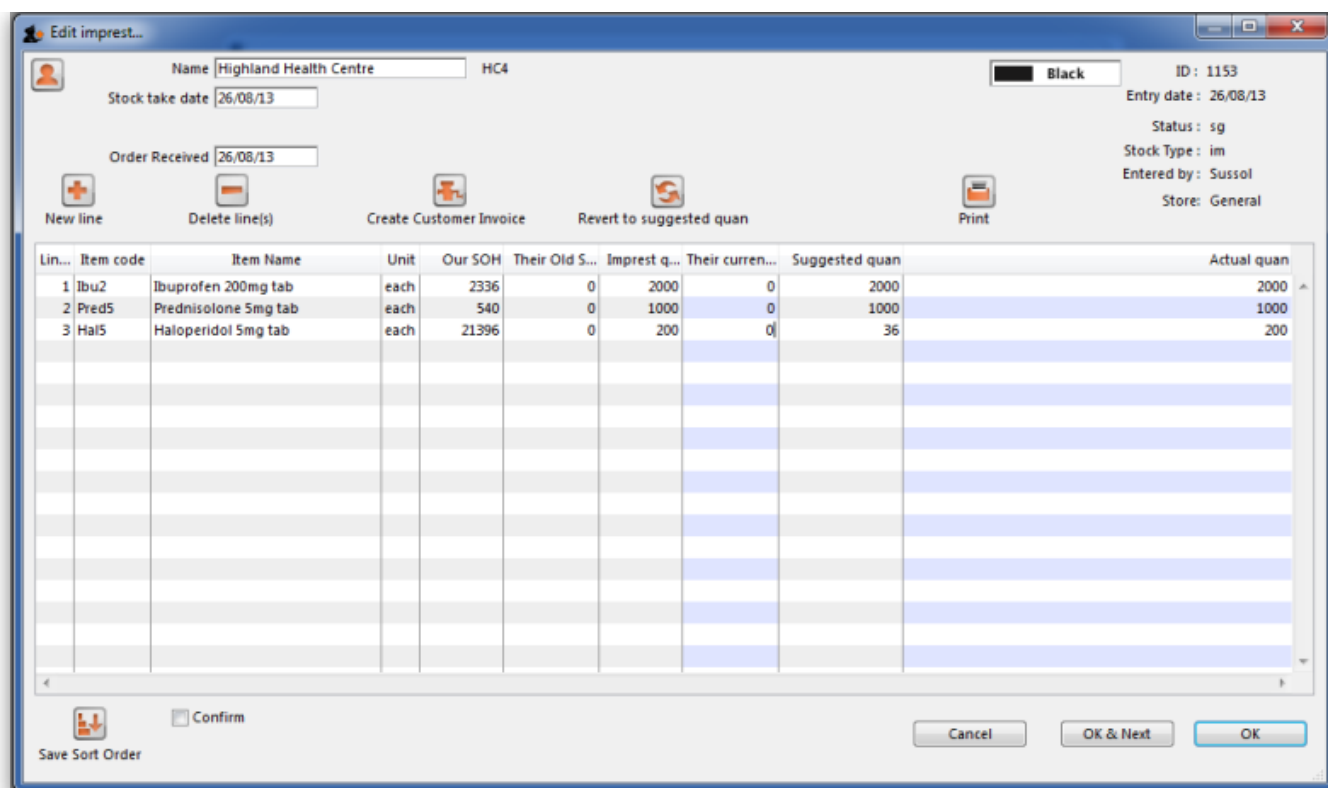 Edit imprest...
Name Highland Health Centre HC4 Black ID : 1153
Stock take date 26/08/13 Entry date : 26/08/13
Status : sg
Order Received 26/08/13 Stock Type : im
Entered by : Sussol
Store: General
New line Delete line(s) Create Customer Invoice Revert to suggested quan Print
Lin... Item code Item Name Unit Our SOH Their Old S... Imprest q... Their curren... Suggested quan Actual quan
1 Ibu2 Ibuprofen 200mg tab each 2336 0 2000 0 2000 2000
2 Pred5 Prednisolone 5mg tab each 540 0 1000 0 1000 1000
3 Hal5 Haloperidol 5mg tab each 21396 0 200 0 36 200
Confirm
Save Sort Order Cancel OK & Next OK